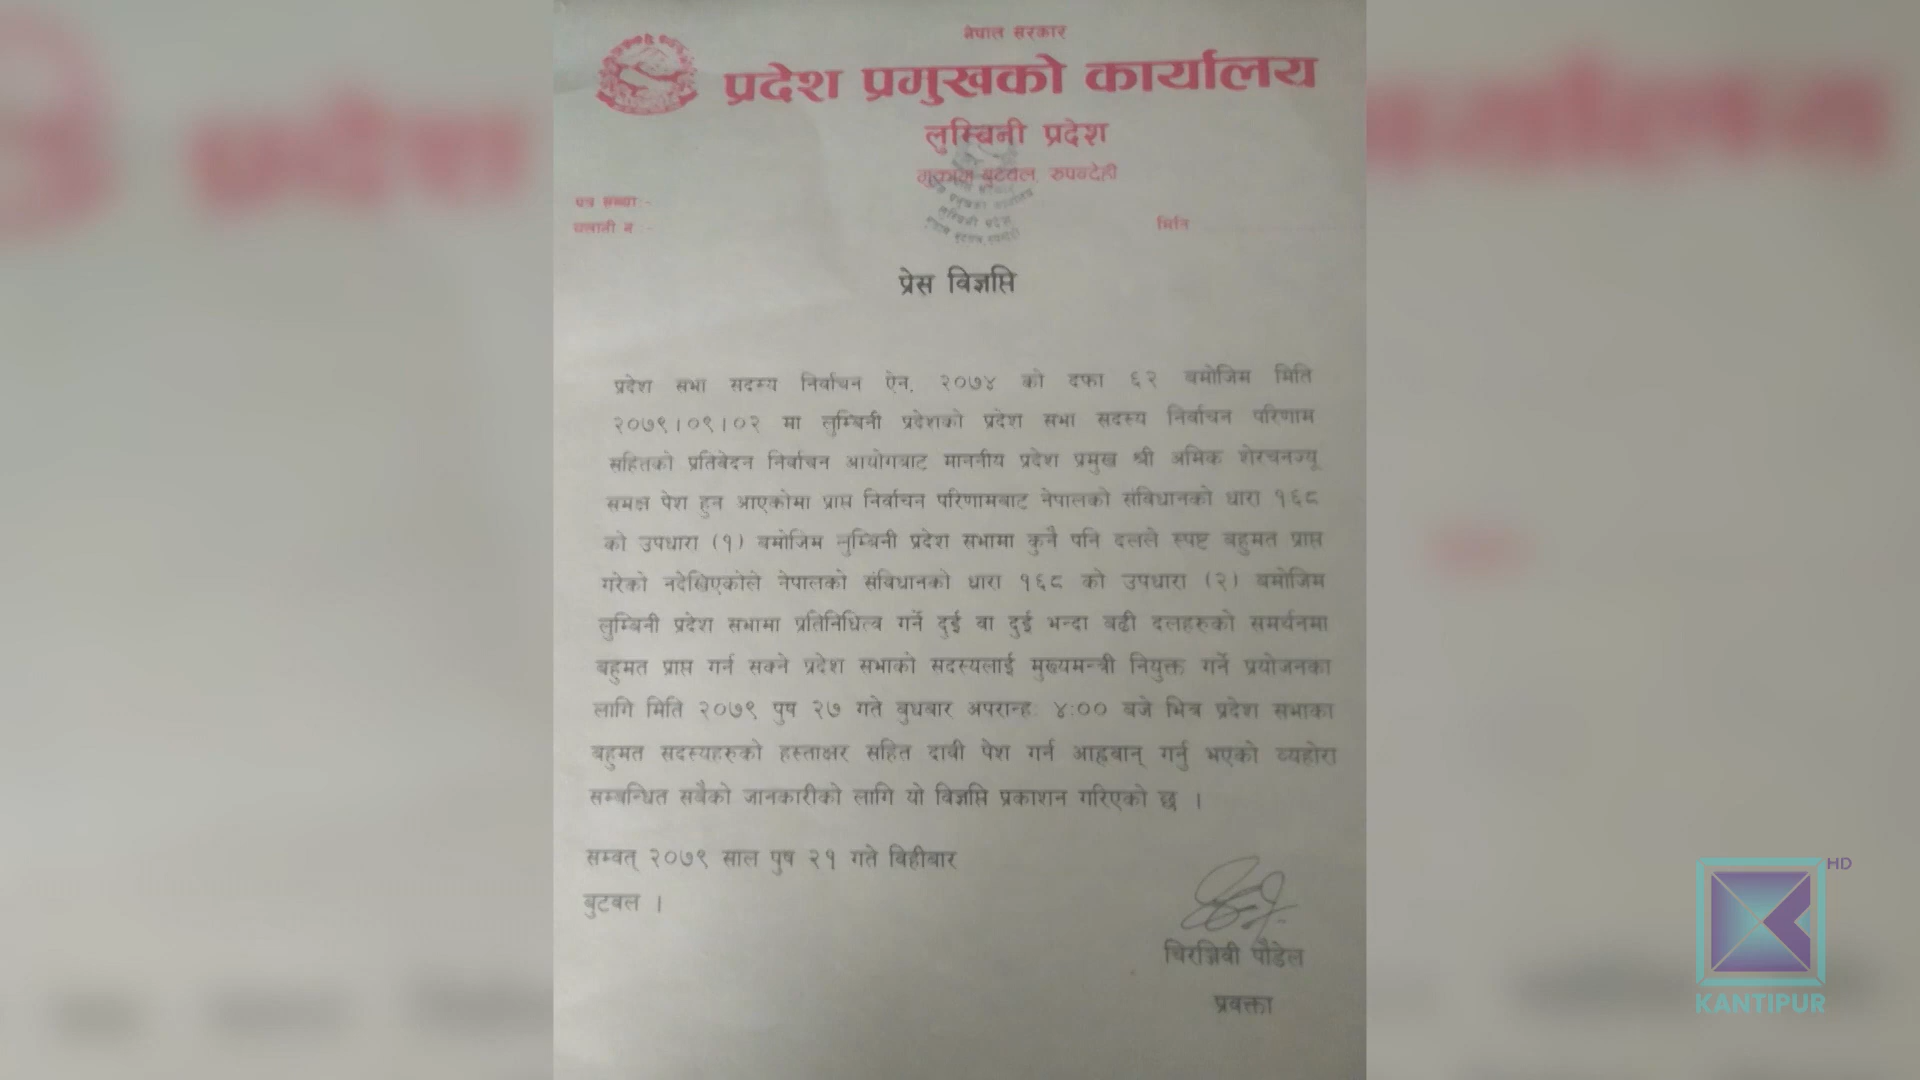 नेपाल सरकार
प्रदेश प्रमुखको कार्यालय
लुम्बिनी प्रदेश
मुकाम बुटवल, रुपन्देही
पत्र संख्या :-
चलानी नं :-
मिति
प्रेस विज्ञप्ति
प्रदेश सभा सदस्य निर्वाचन ऐन, २०७४ को दफा ६२ बमोजिम मिति
२०७९।०९।०२ मा लुम्बिनी प्रदेशको प्रदेश सभा सदस्य निर्वाचन परिणाम
सहितको प्रतिवेदन निर्वाचन आयोगबाट माननीय प्रदेश प्रमुख श्री अमिक शेरचनज्यू
समक्ष पेश हुन आएकोमा प्राप्त निर्वाचन परिणामबाट नेपालको संविधानको धारा १६८
को उपधारा (१) बमोजिम लुम्बिनी प्रदेश सभामा कुनै पनि दलले स्पष्ट बहुमत प्राप्त
गरेको नदेखिएकोले नेपालको संविधानको धारा १६८ को उपधारा (२) बमोजिम
लुम्बिनी प्रदेश सभामा प्रतिनिधित्व गर्ने दुई वा दुई भन्दा बढी दलहरुको समर्थनमा
बहुमत प्राप्त गर्न सक्ने प्रदेश सभाको सदस्यलाई मुख्यमन्त्री नियुक्त गर्ने प्रयोजनका
लागि मिति २०७९ पुष २७ गते बुधबार अपरान्हः ४:०० बजे भित्र प्रदेश सभाका
बहुमत सदस्यहरुको हस्ताक्षर सहित दावी पेश गर्न आह्वबान् गर्नु भएको व्यहोरा
सम्बन्धित सबैको जानकारीको लागि यो विज्ञप्ति प्रकाशन गरिएको छ ।
सम्वत् २०७९ साल पुष २१ गते बिहीबार
बुटवल ।
चिरञ्जिवी पौडेल
प्रवक्ता
HD
KANTIPUR